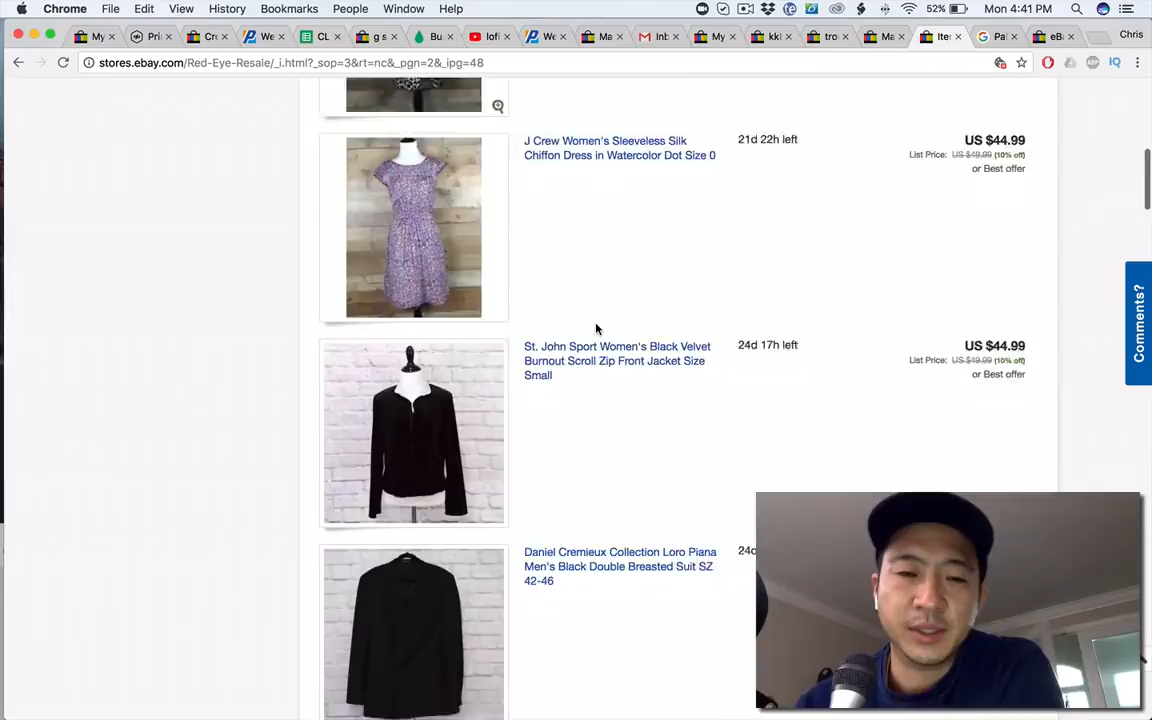 Chrome File Edit View History Bookmarks People Window Help 52% Mon 4:41 PM
My Pri Cre We CL g s Bu lofi We Ma Inb My kki tro Ma Iter Pal eB Chris
stores.ebay.com/Red-Eye-Resale/_i.html?_sop=3&rt=nc&_pgn=2&_ipg=48
J Crew Women's Sleeveless Silk
Chiffon Dress in Watercolor Dot Size 0
21d 22h left
US $44.99
List Price: US $49.99 (10% off)
or Best offer
St. John Sport Women's Black Velvet
Burnout Scroll Zip Front Jacket Size
Small
24d 17h left
US $44.99
List Price: US $49.99 (10% off)
or Best offer
Daniel Cremieux Collection Loro Piana
Men's Black Double Breasted Suit SZ
42-46
24d
Comments?
ABP
IQ